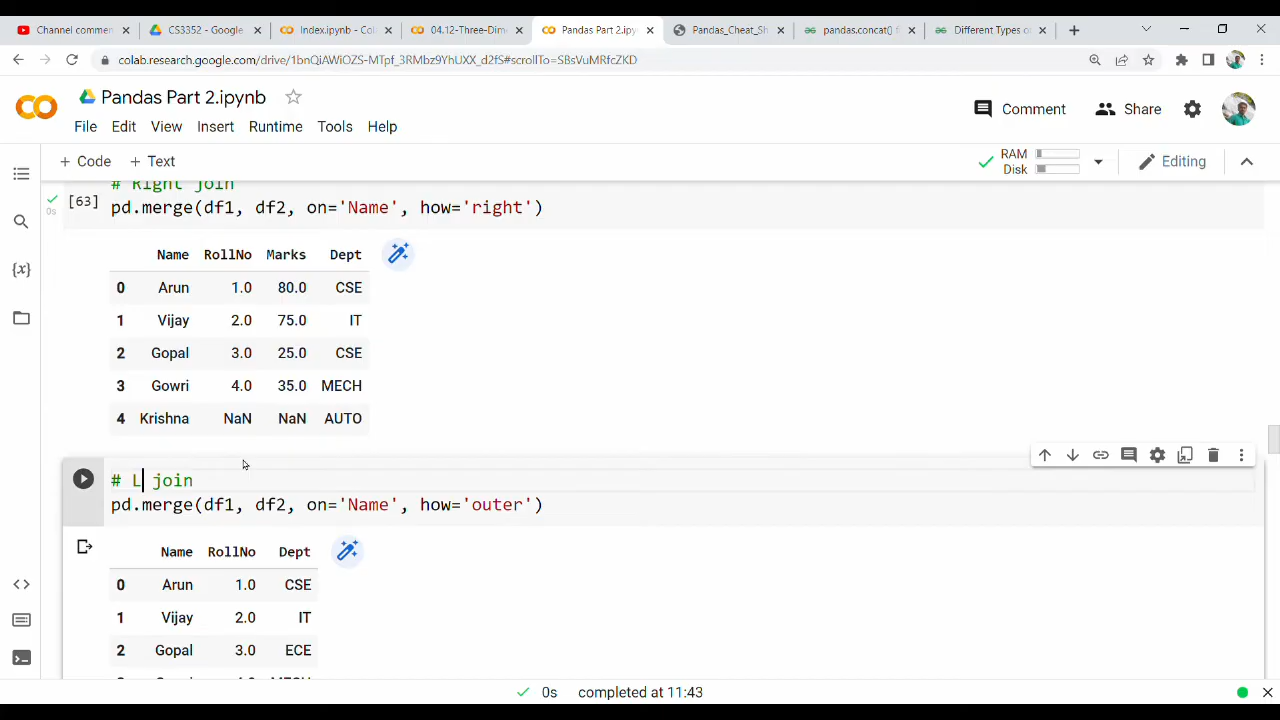 Channel commen
CS3352 - Google
Index.ipynb - Col
04.12-Three-Dime
Pandas Part 2.ipy
Pandas_Cheat_Sh
pandas.concat() f
Different Types o
colab.research.google.com/drive/1bnQiAWiOZS-MTpf_3RMbz9YhUXX_d2fS#scrollTo=SBsVuMRfcZKD
Pandas Part 2.ipynb
Comment
Share
File Edit View Insert Runtime Tools Help
+ Code + Text
RAM
Disk
Editing
# Right join
[63]
0s
pd.merge(df1, df2, on='Name', how='right')
Name RollNo Marks Dept
0 Arun 1.0 80.0 CSE
1 Vijay 2.0 75.0 IT
2 Gopal 3.0 25.0 CSE
3 Gowri 4.0 35.0 MECH
4 Krishna NaN NaN AUTO
# L join
pd.merge(df1, df2, on='Name', how='outer')
Name RollNo Dept
0 Arun 1.0 CSE
1 Vijay 2.0 IT
2 Gopal 3.0 ECE
0s completed at 11:43